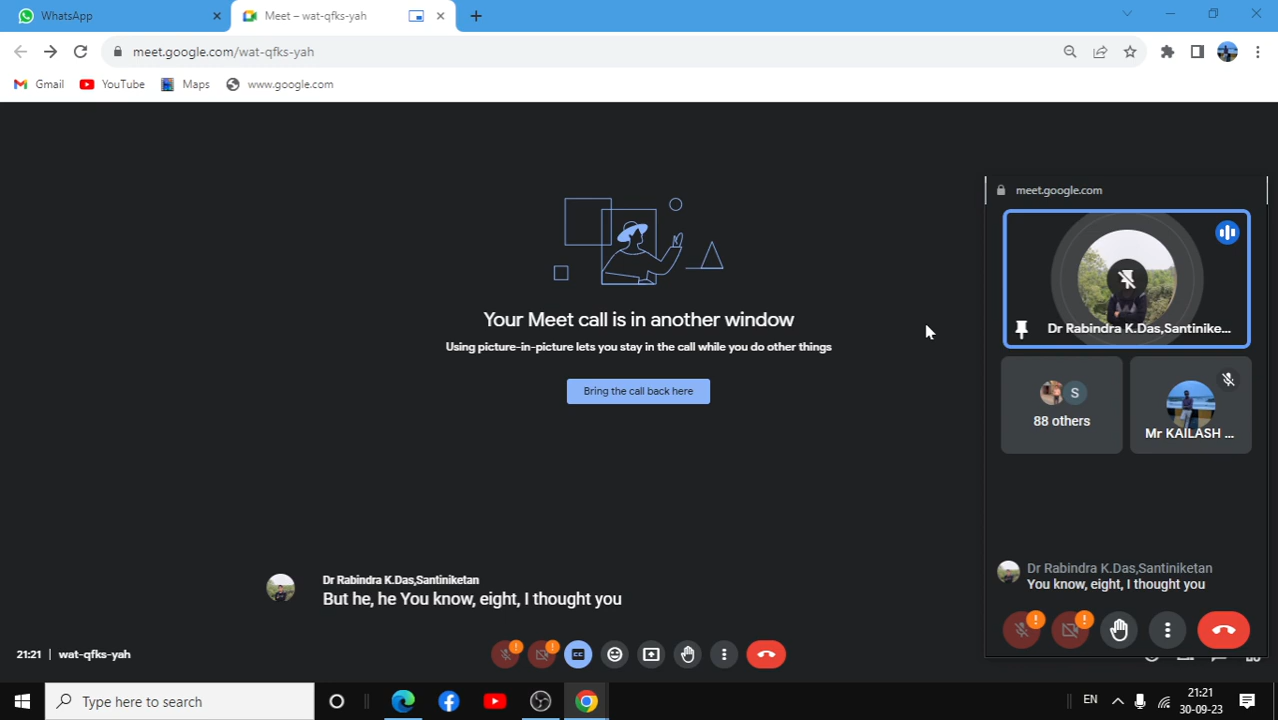 WhatsApp
Meet – wat-qfks-yah
meet.google.com/wat-qfks-yah
Gmail
YouTube
Maps
www.google.com
meet.google.com
Dr Rabindra K.Das,Santinike...
S
88 others
Mr KAILASH ...
Your Meet call is in another window
Using picture-in-picture lets you stay in the call while you do other things
Bring the call back here
Dr Rabindra K.Das,Santiniketan
You know, eight, I thought you
Dr Rabindra K.Das,Santiniketan
But he, he You know, eight, I thought you
21:21 | wat-qfks-yah
CC
Type here to search
EN
21:21
30-09-23